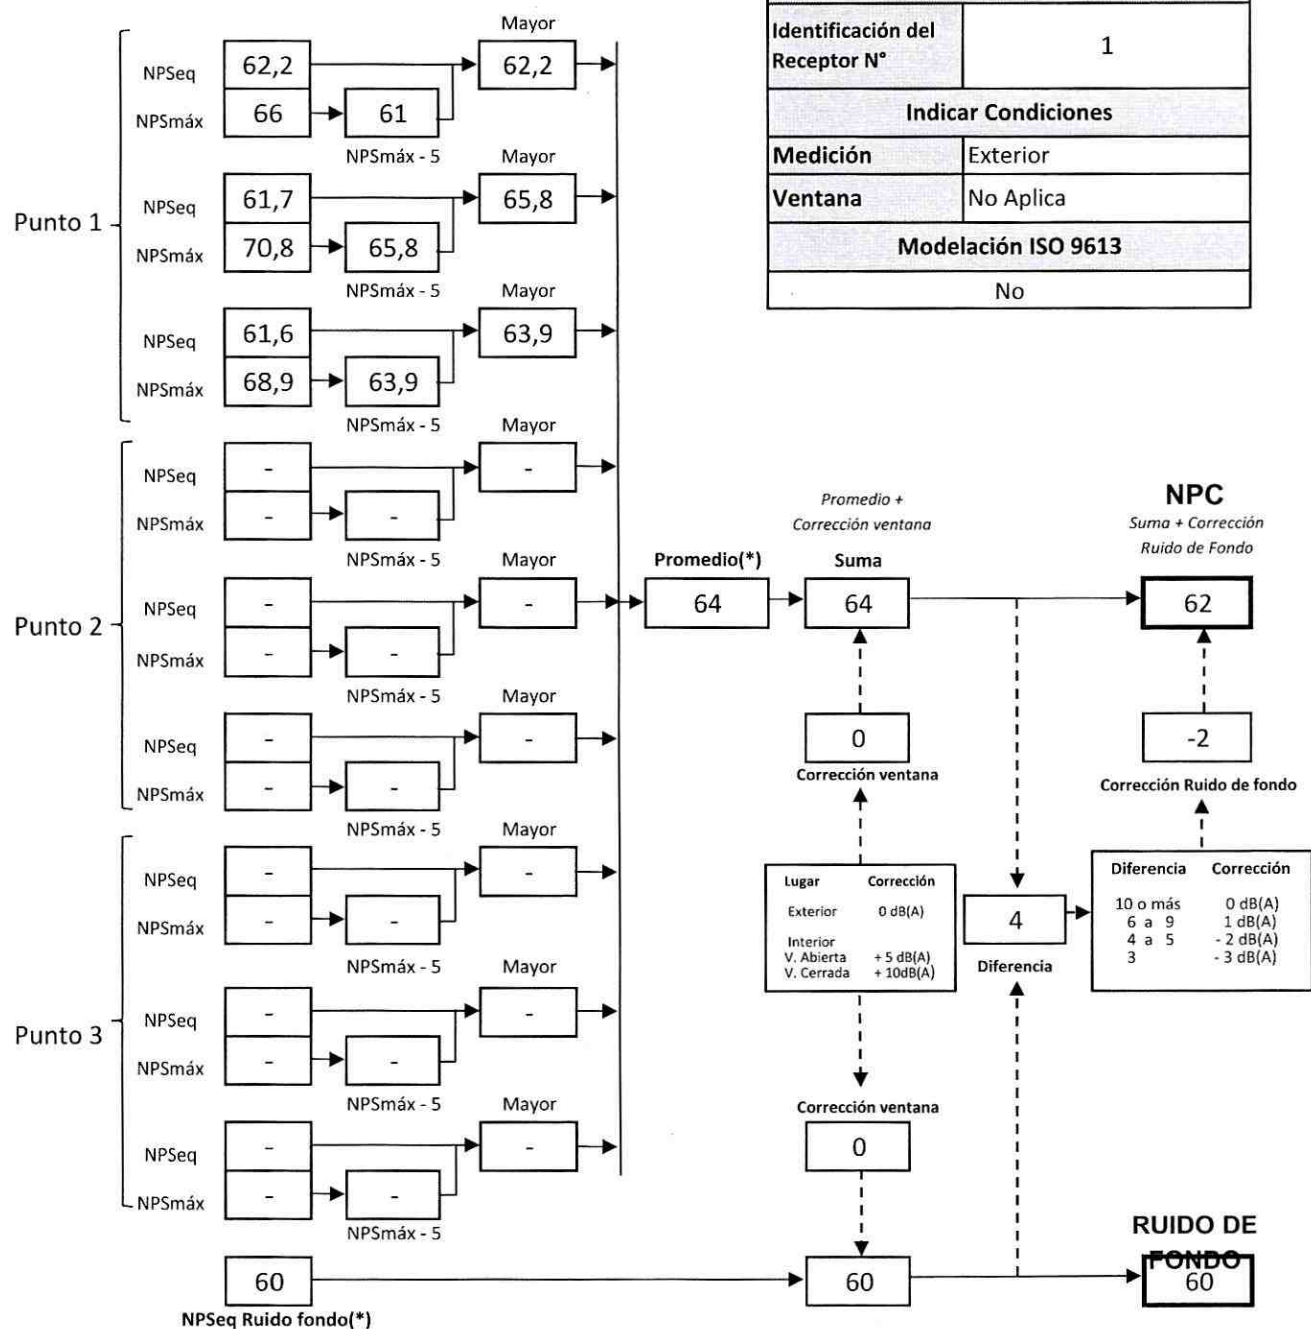 Identificación del
Receptor N°
1
Indicar Condiciones
Medición
Exterior
Ventana
No Aplica
Modelación ISO 9613
No
Punto 1
Mayor
NPSeq
62,2
62,2
NPSmáx
66
61
NPSmáx - 5
Mayor
NPSeq
61,7
65,8
NPSmáx
70,8
65,8
NPSmáx - 5
Mayor
NPSeq
61,6
63,9
NPSmáx
68,9
63,9
NPSmáx - 5
Punto 2
Mayor
NPSeq
-
-
NPSmáx
-
-
NPSmáx - 5
Mayor
NPSeq
-
-
NPSmáx
-
-
NPSmáx - 5
Mayor
NPSeq
-
-
NPSmáx
-
-
NPSmáx - 5
Punto 3
Mayor
NPSeq
-
-
NPSmáx
-
-
NPSmáx - 5
Mayor
NPSeq
-
-
NPSmáx
-
-
NPSmáx - 5
Mayor
NPSeq
-
-
NPSmáx
-
-
NPSmáx - 5
60
NPSeq Ruido fondo(*)
Promedio(*)
64
Promedio +
Corrección ventana
Suma
64
0
Corrección ventana
Lugar Corrección
Exterior 0 dB(A)
Interior
V. Abierta + 5 dB(A)
V. Cerrada + 10dB(A)
Corrección ventana
0
60
4
Diferencia
NPC
Suma + Corrección
Ruido de Fondo
62
-2
Corrección Ruido de fondo
Diferencia Corrección
10 o más 0 dB(A)
6 a 9 1 dB(A)
4 a 5 - 2 dB(A)
3 - 3 dB(A)
RUIDO DE
FONDO
60